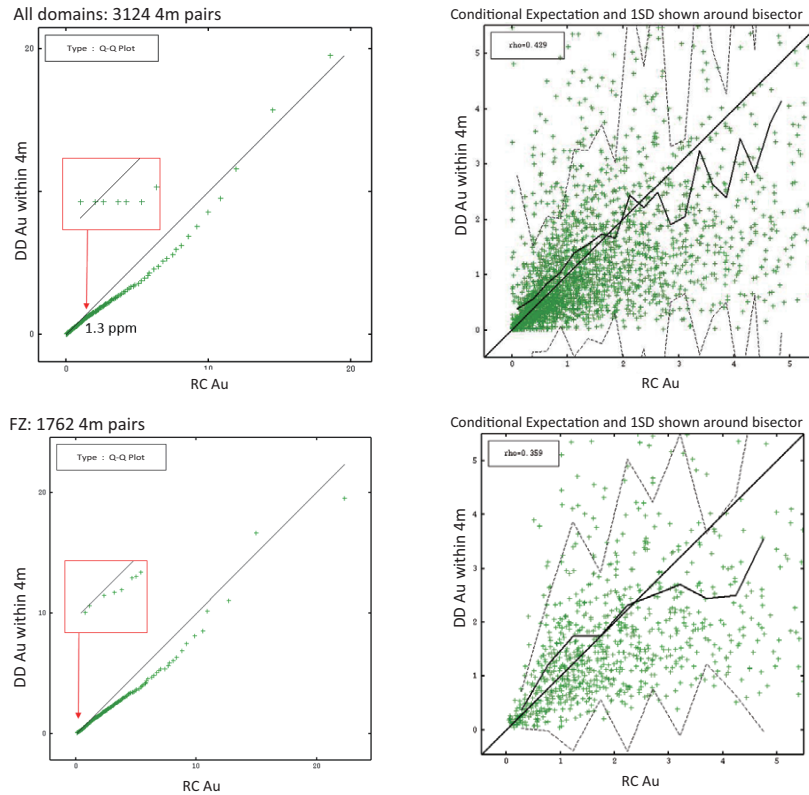 All domains: 3124 4m pairs
20
Type : Q-Q Plot
DD Au within 4m
1.3 ppm
0
0
10
20
RC Au
Conditional Expectation and 1SD shown around bisector
rho=0.429
5
4
3
2
1
0
DD Au within 4m
0
1
2
3
4
5
RC Au
FZ: 1762 4m pairs
Type : Q-Q Plot
20
10
0
DD Au within 4m
0
10
20
RC Au
Conditional Expectation and 1SD shown around bisector
rho=0.359
5
4
3
2
1
0
DD Au within 4m
0
1
2
3
4
5
RC Au